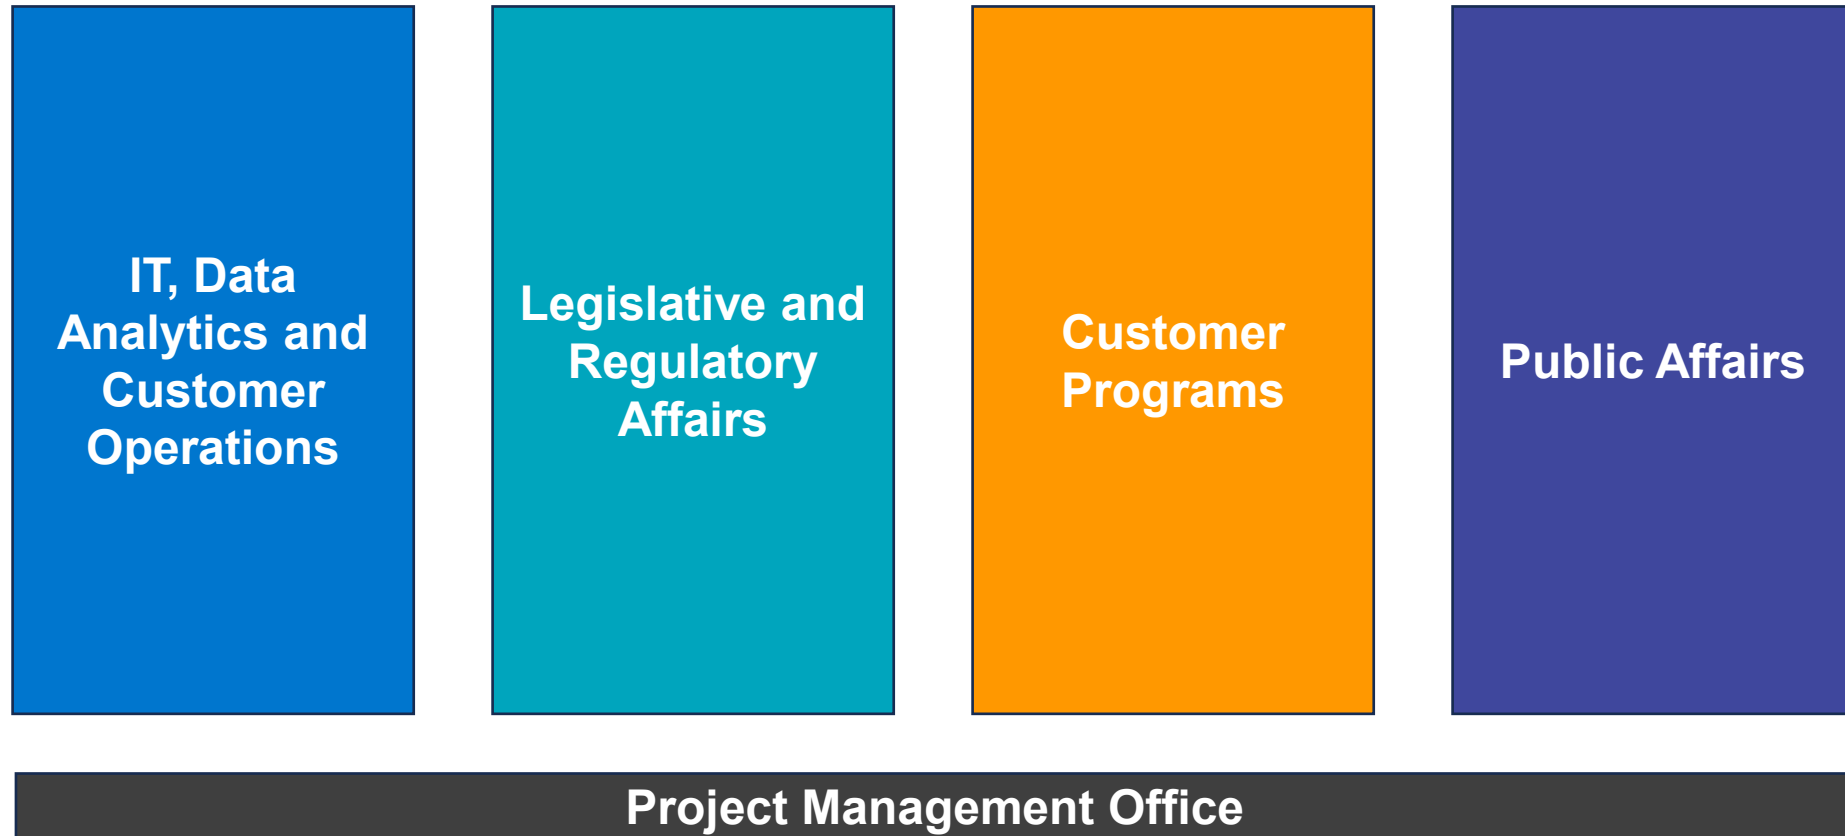 IT, Data
Analytics and
Customer
Operations
Legislative and
Regulatory
Affairs
Customer
Programs
Public Affairs
Project Management Office